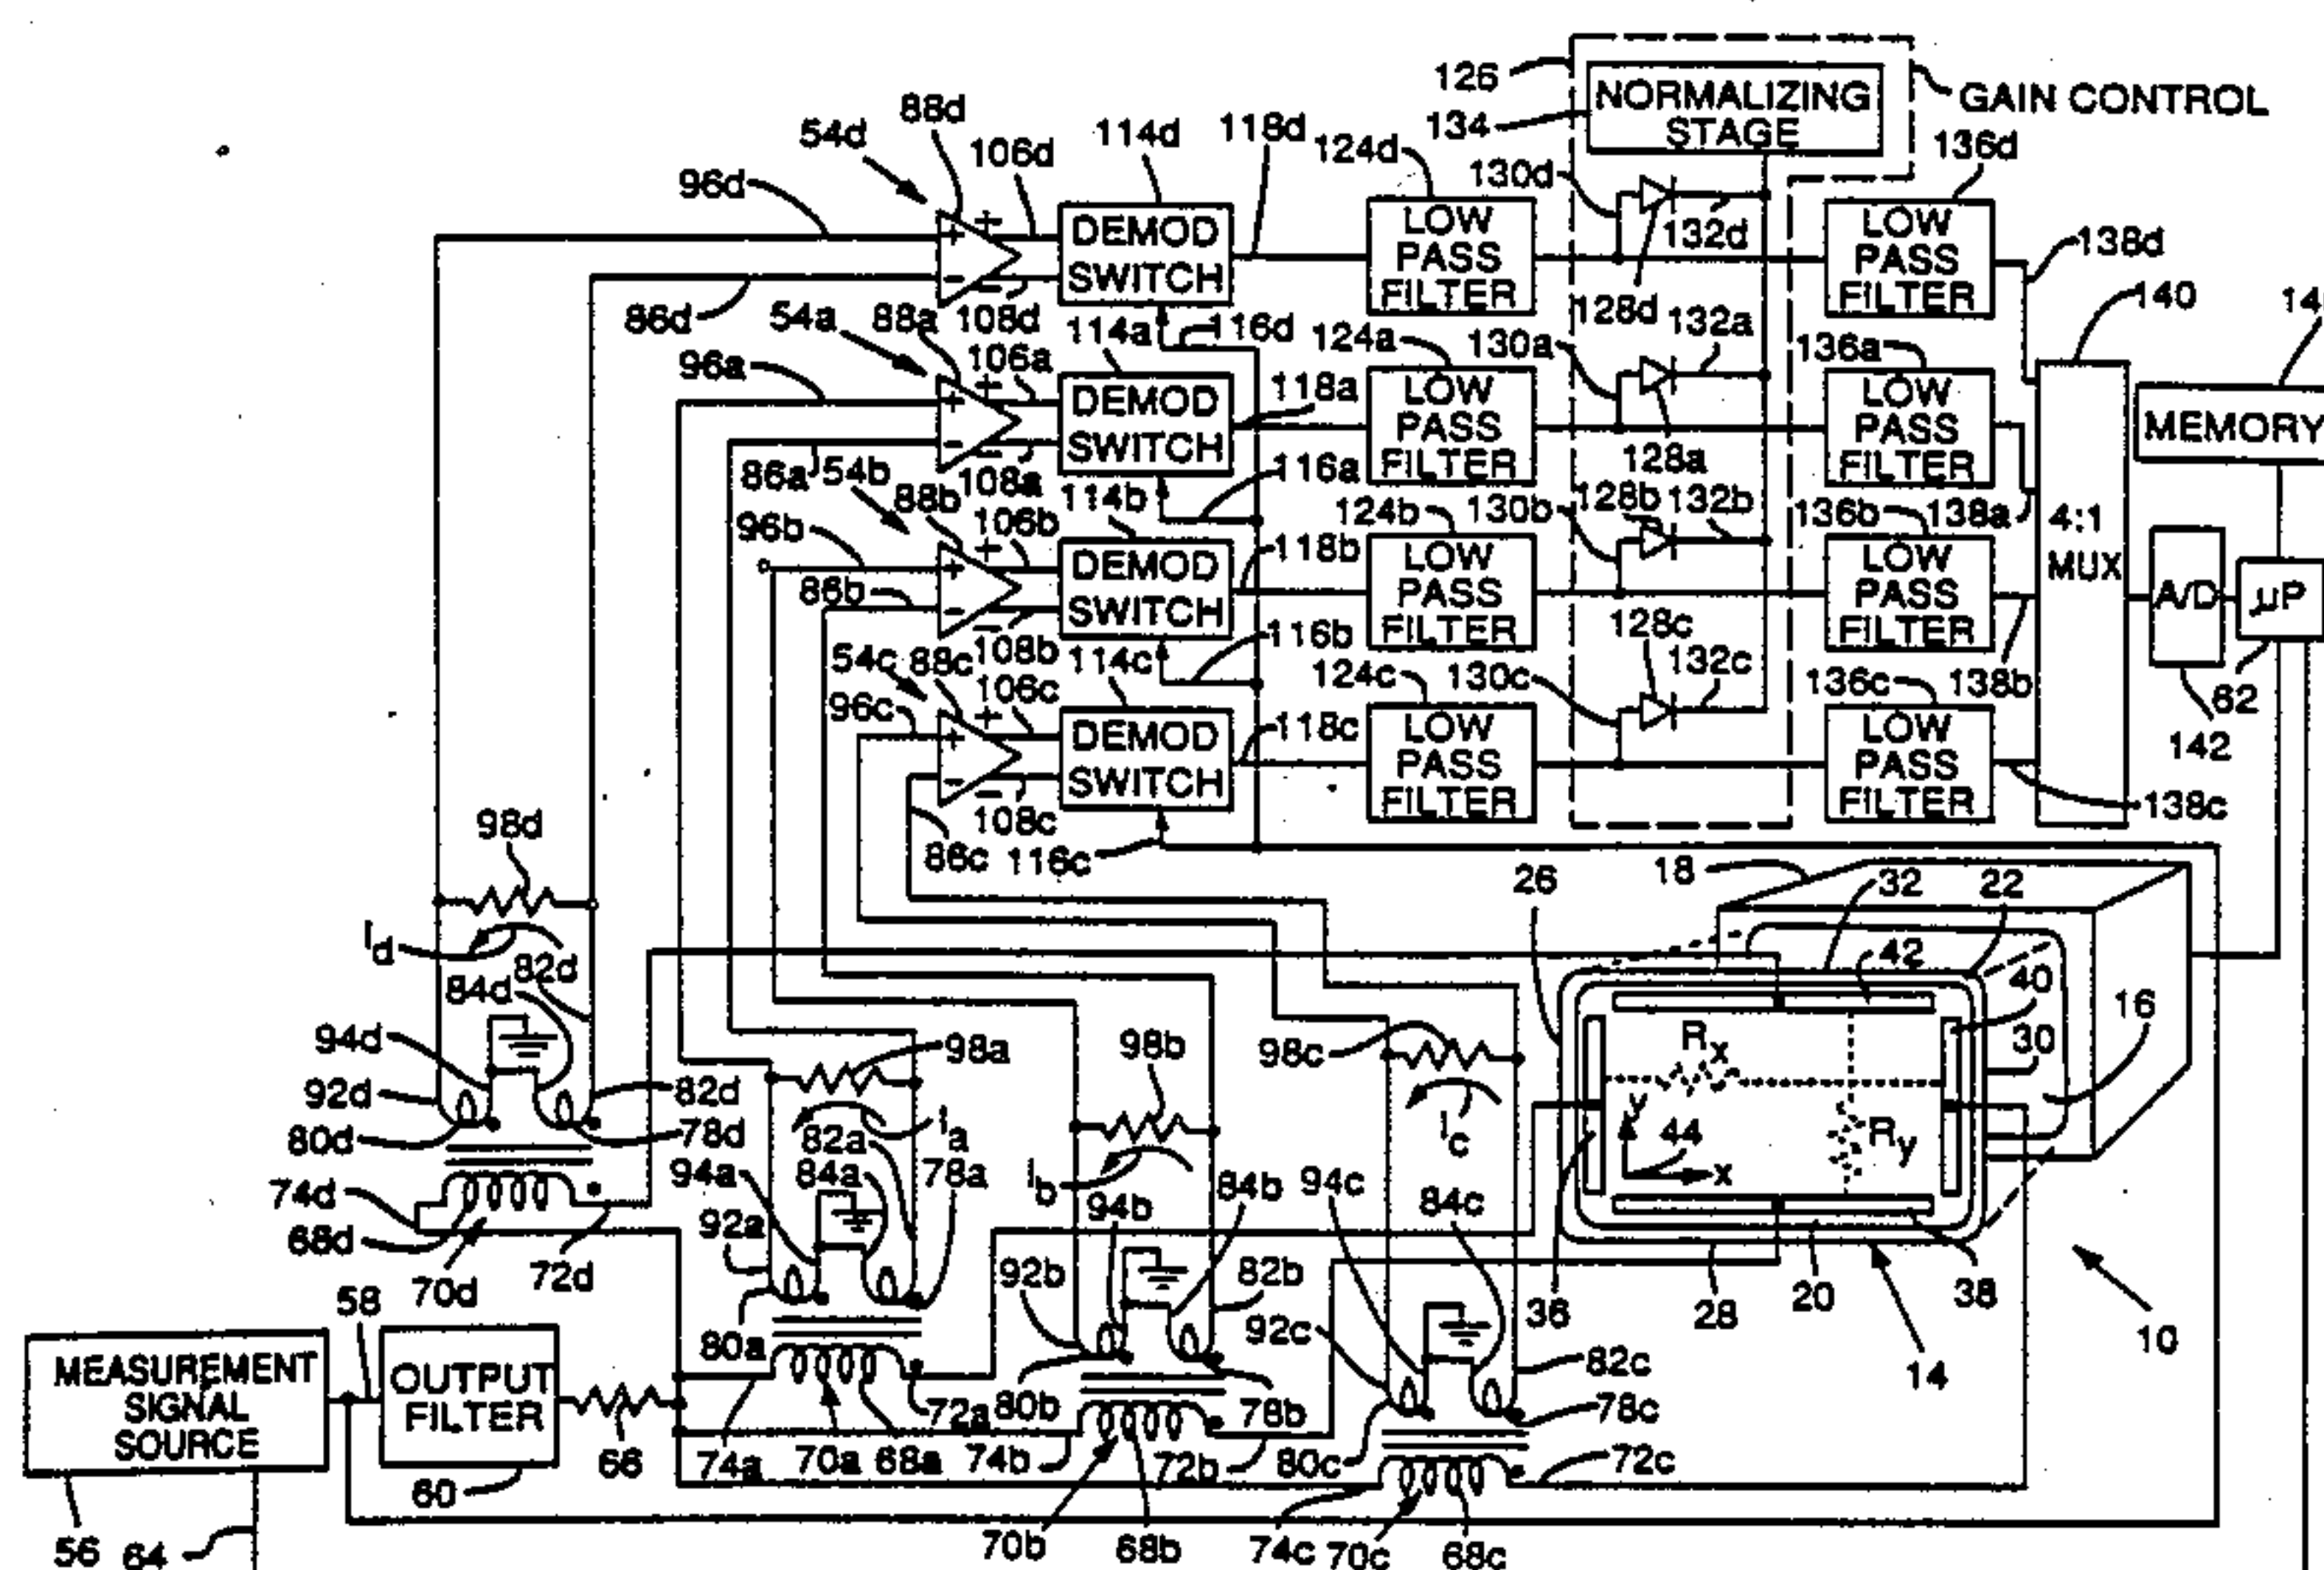 126
NORMALIZING
STAGE
134
GAIN CONTROL
88d
54d
114d
106d
118d
124d
130d
136d
96d
+
+
−
−
DEMOD
SWITCH
LOW
PASS
FILTER
132d
LOW
PASS
FILTER
138d
86d
108d
128d
116d
140
14
54a
88a
114a
106a
124a
130a
132a
136a
96a
+
+
−
−
DEMOD
SWITCH
118a
LOW
PASS
FILTER
LOW
PASS
FILTER
MEMORY
86a
108a
116a
128a
138a
54b
88b
114b
106b
124b
130b
128b
132b
136b
96b
+
+
−
−
DEMOD
SWITCH
118b
LOW
PASS
FILTER
LOW
PASS
FILTER
4:1
MUX
A/D
µP
86b
108b
116b
138b
142
62
54c
88c
114c
106c
124c
130c
128c
132c
136c
96c
+
+
−
−
DEMOD
SWITCH
118c
LOW
PASS
FILTER
LOW
PASS
FILTER
138c
86c
108c
116c
98d
Id
82d
84d
94d
92d
82d
80d
78d
74d
68d
70d
72d
98a
Ia
82a
84a
94a
78a
92a
80a
74a
70a
68a
72a
98b
Ib
84b
94b
92b
82b
80b
78b
74b
72b
70b
68b
98c
Ic
94c
84c
92c
82c
80c
78c
72c
74c
70c
68c
26
18
32
22
42
40
16
30
Rx
y
44
x
Ry
36
28
20
38
14
10
58
MEASUREMENT
SIGNAL
SOURCE
OUTPUT
FILTER
66
60
56
64